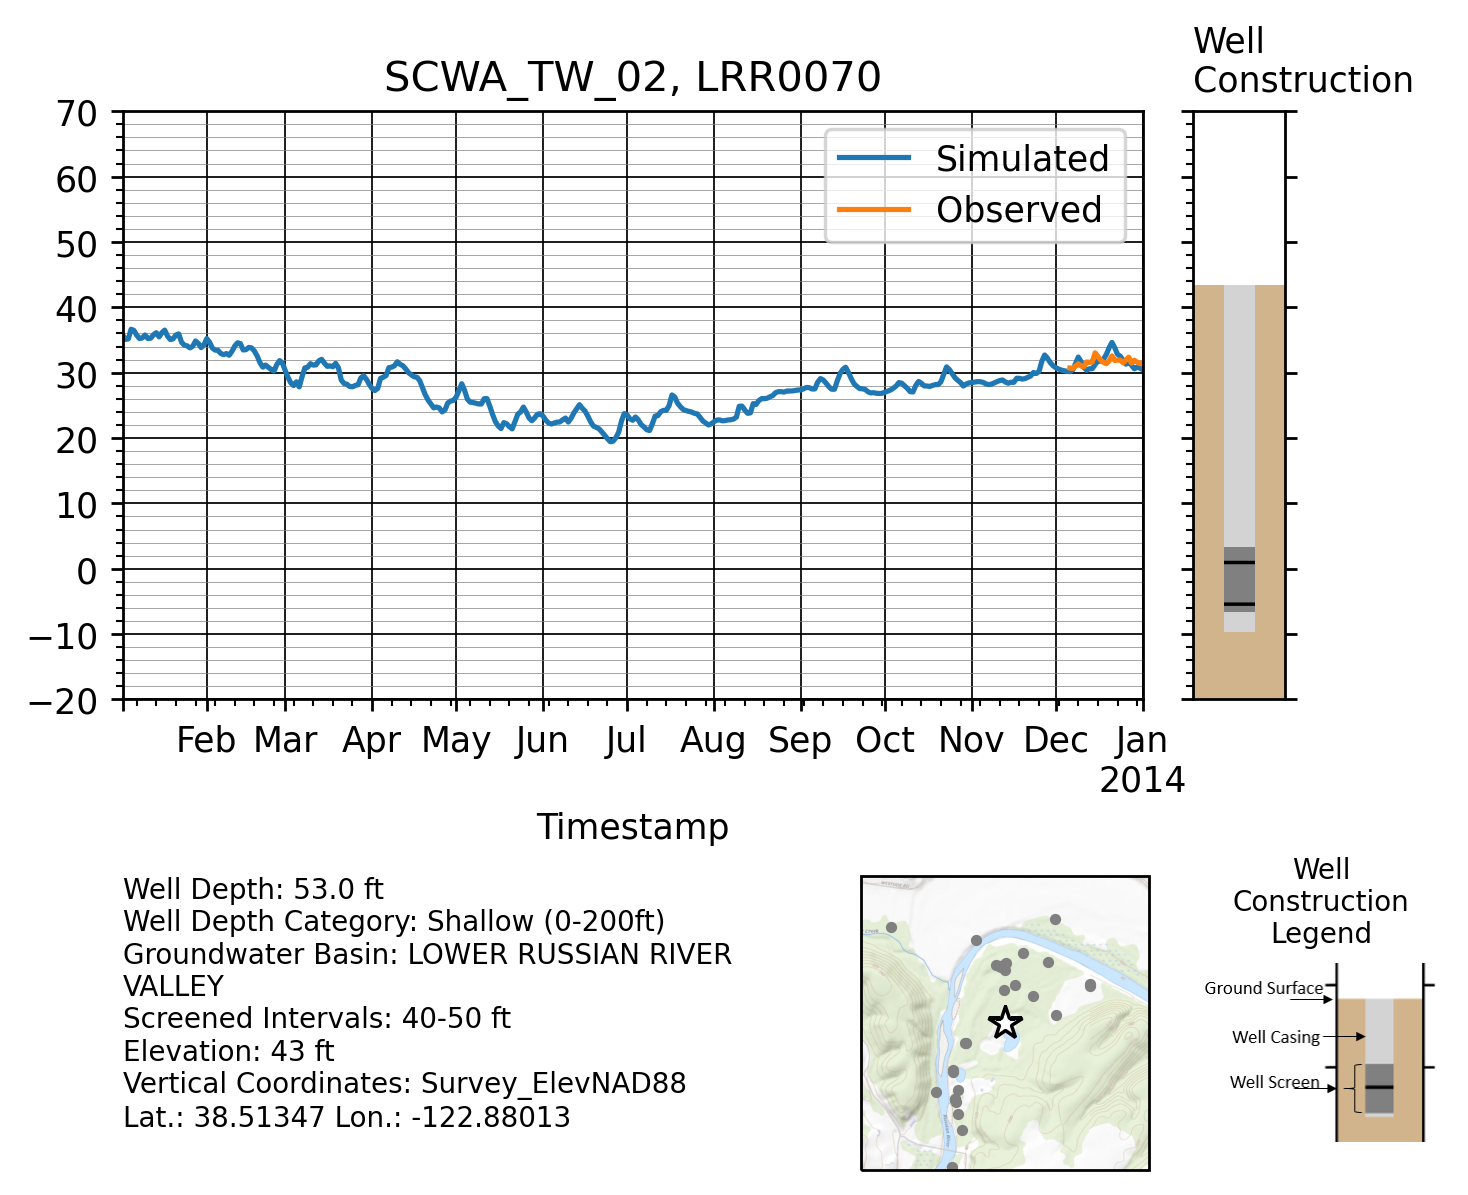 Well
Construction
SCWA_TW_02, LRR0070
70
60
50
40
30
20
10
0
−10
−20
Simulated
Observed
Feb Mar Apr May Jun Jul Aug Sep Oct Nov Dec Jan
2014
Timestamp
Well Depth: 53.0 ft
Well Depth Category: Shallow (0-200ft)
Groundwater Basin: LOWER RUSSIAN RIVER
VALLEY
Screened Intervals: 40-50 ft
Elevation: 43 ft
Vertical Coordinates: Survey_ElevNAD88
Lat.: 38.51347 Lon.: -122.88013
Well
Construction
Legend
Ground Surface
Well Casing
Well Screen